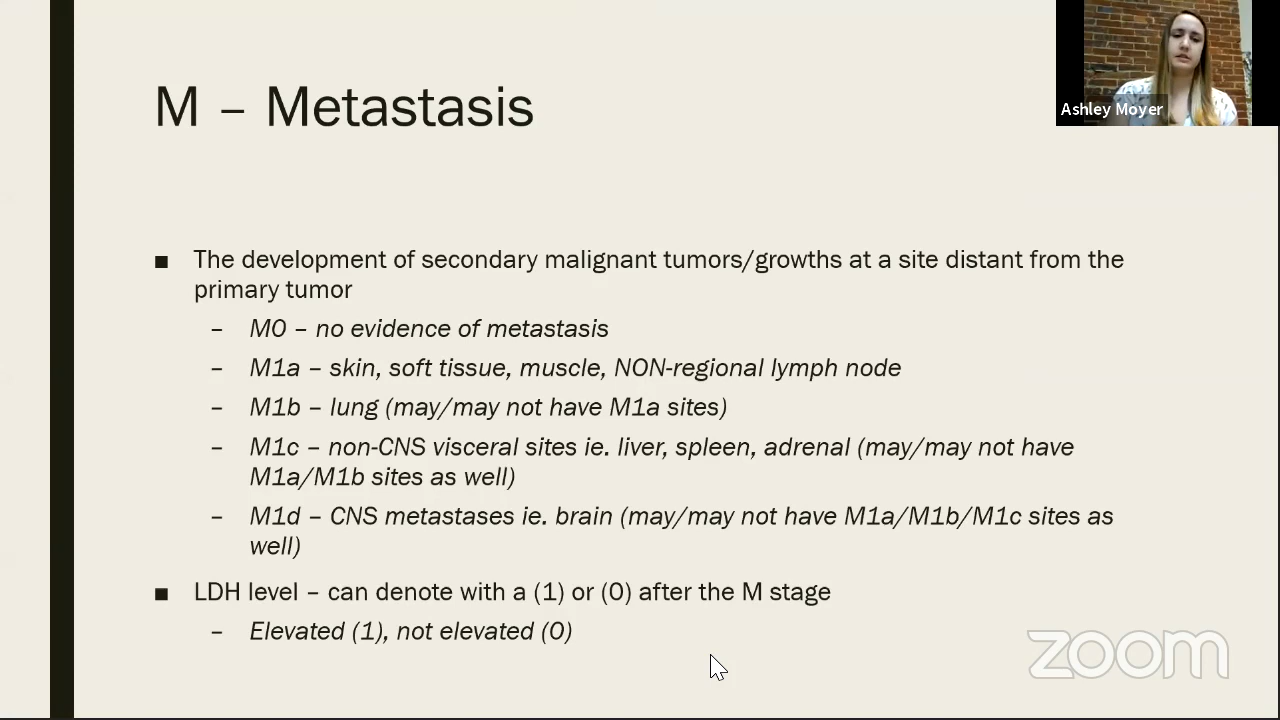 M – Metastasis
Ashley Moyer
■ The development of secondary malignant tumors/growths at a site distant from the
primary tumor
– M0 – no evidence of metastasis
– M1a – skin, soft tissue, muscle, NON-regional lymph node
– M1b – lung (may/may not have M1a sites)
– M1c – non-CNS visceral sites ie. liver, spleen, adrenal (may/may not have
M1a/M1b sites as well)
– M1d – CNS metastases ie. brain (may/may not have M1a/M1b/M1c sites as
well)
■ LDH level – can denote with a (1) or (0) after the M stage
– Elevated (1), not elevated (0)
zoom